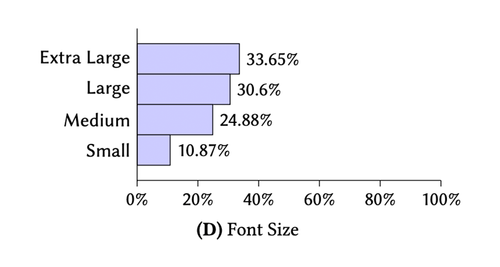 Extra Large 33.65%
Large 30.6%
Medium 24.88%
Small 10.87%
0% 20% 40% 60% 80% 100%
(D) Font Size